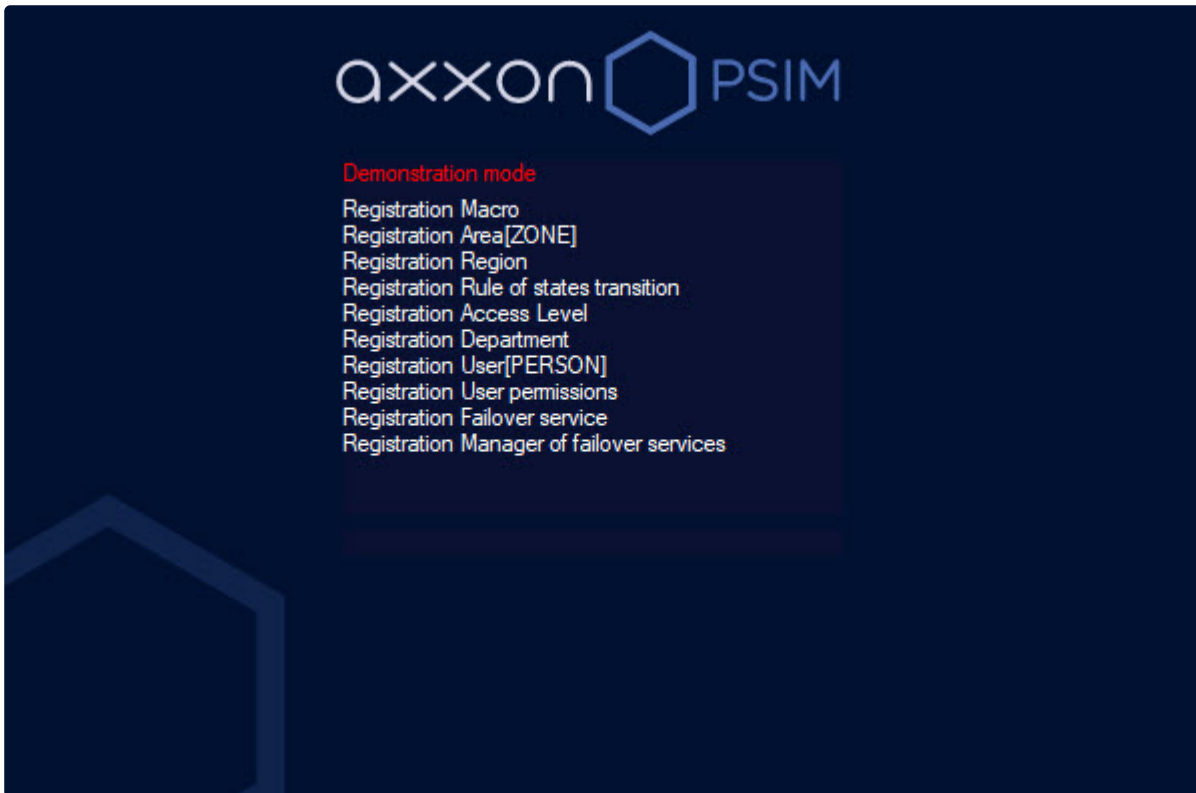 axxon PSIM
Demonstration mode
Registration Macro
Registration Area[ZONE]
Registration Region
Registration Rule of states transition
Registration Access Level
Registration Department
Registration User[PERSON]
Registration User permissions
Registration Failover service
Registration Manager of failover services